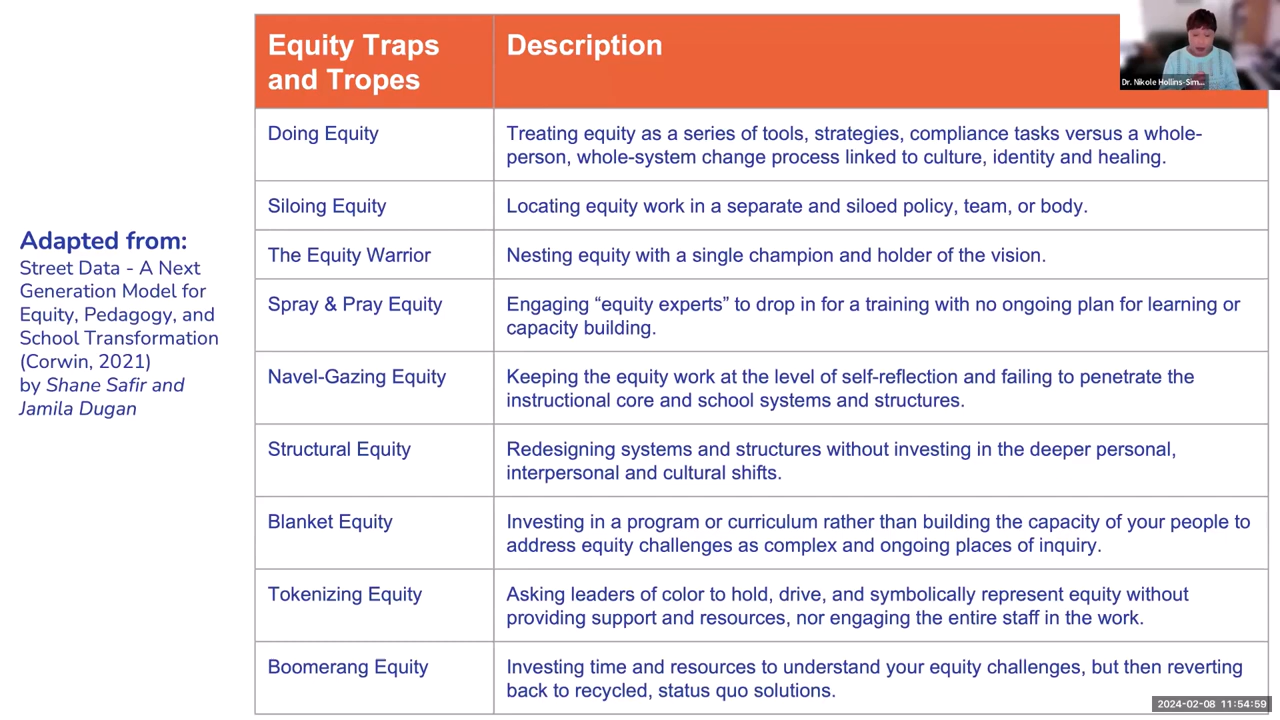 Equity Traps
and Tropes
Description
Dr. Nikole Hollins-Sim...
Doing Equity
Treating equity as a series of tools, strategies, compliance tasks versus a whole-
person, whole-system change process linked to culture, identity and healing.
Siloing Equity
Locating equity work in a separate and siloed policy, team, or body.
The Equity Warrior
Nesting equity with a single champion and holder of the vision.
Spray & Pray Equity
Engaging “equity experts” to drop in for a training with no ongoing plan for learning or
capacity building.
Navel-Gazing Equity
Keeping the equity work at the level of self-reflection and failing to penetrate the
instructional core and school systems and structures.
Structural Equity
Redesigning systems and structures without investing in the deeper personal,
interpersonal and cultural shifts.
Blanket Equity
Investing in a program or curriculum rather than building the capacity of your people to
address equity challenges as complex and ongoing places of inquiry.
Tokenizing Equity
Asking leaders of color to hold, drive, and symbolically represent equity without
providing support and resources, nor engaging the entire staff in the work.
Boomerang Equity
Investing time and resources to understand your equity challenges, but then reverting
back to recycled, status quo solutions.
Adapted from:
Street Data - A Next
Generation Model for
Equity, Pedagogy, and
School Transformation
(Corwin, 2021)
by Shane Safir and
Jamila Dugan
2024-02-08 11:54:59